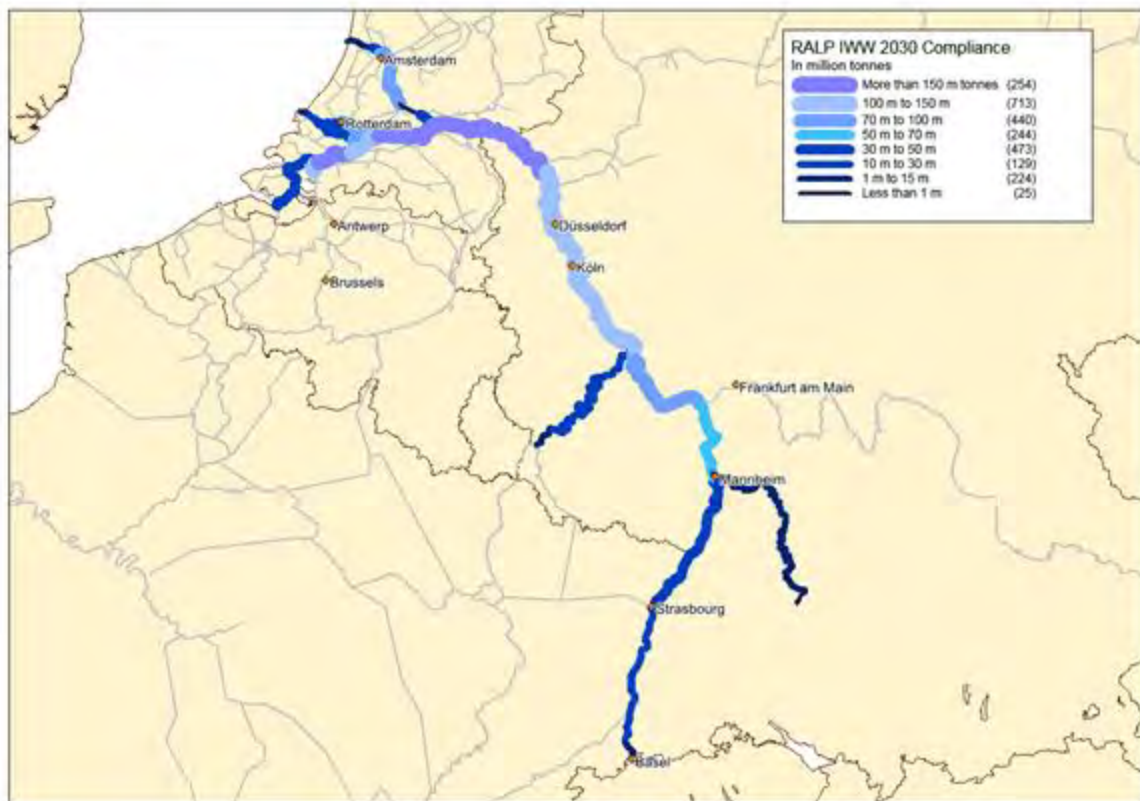 RALP IWW 2030 Compliance
In million tonnes
More than 150 m tonnes (254)
100 m to 150 m (713)
70 m to 100 m (440)
50 m to 70 m (244)
30 m to 50 m (473)
10 m to 30 m (129)
1 m to 15 m (224)
Less than 1 m (25)
Amsterdam
Rotterdam
Antwerp
Düsseldorf
Köln
Brussels
Frankfurt am Main
Mannheim
Strasbourg
Basel